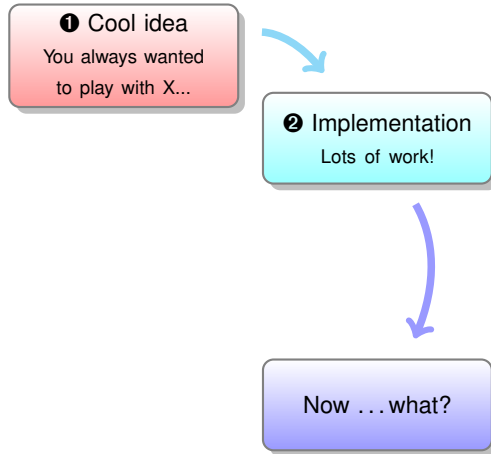 ❶ Cool idea
You always wanted
to play with X...
❷ Implementation
Lots of work!
Now ... what?